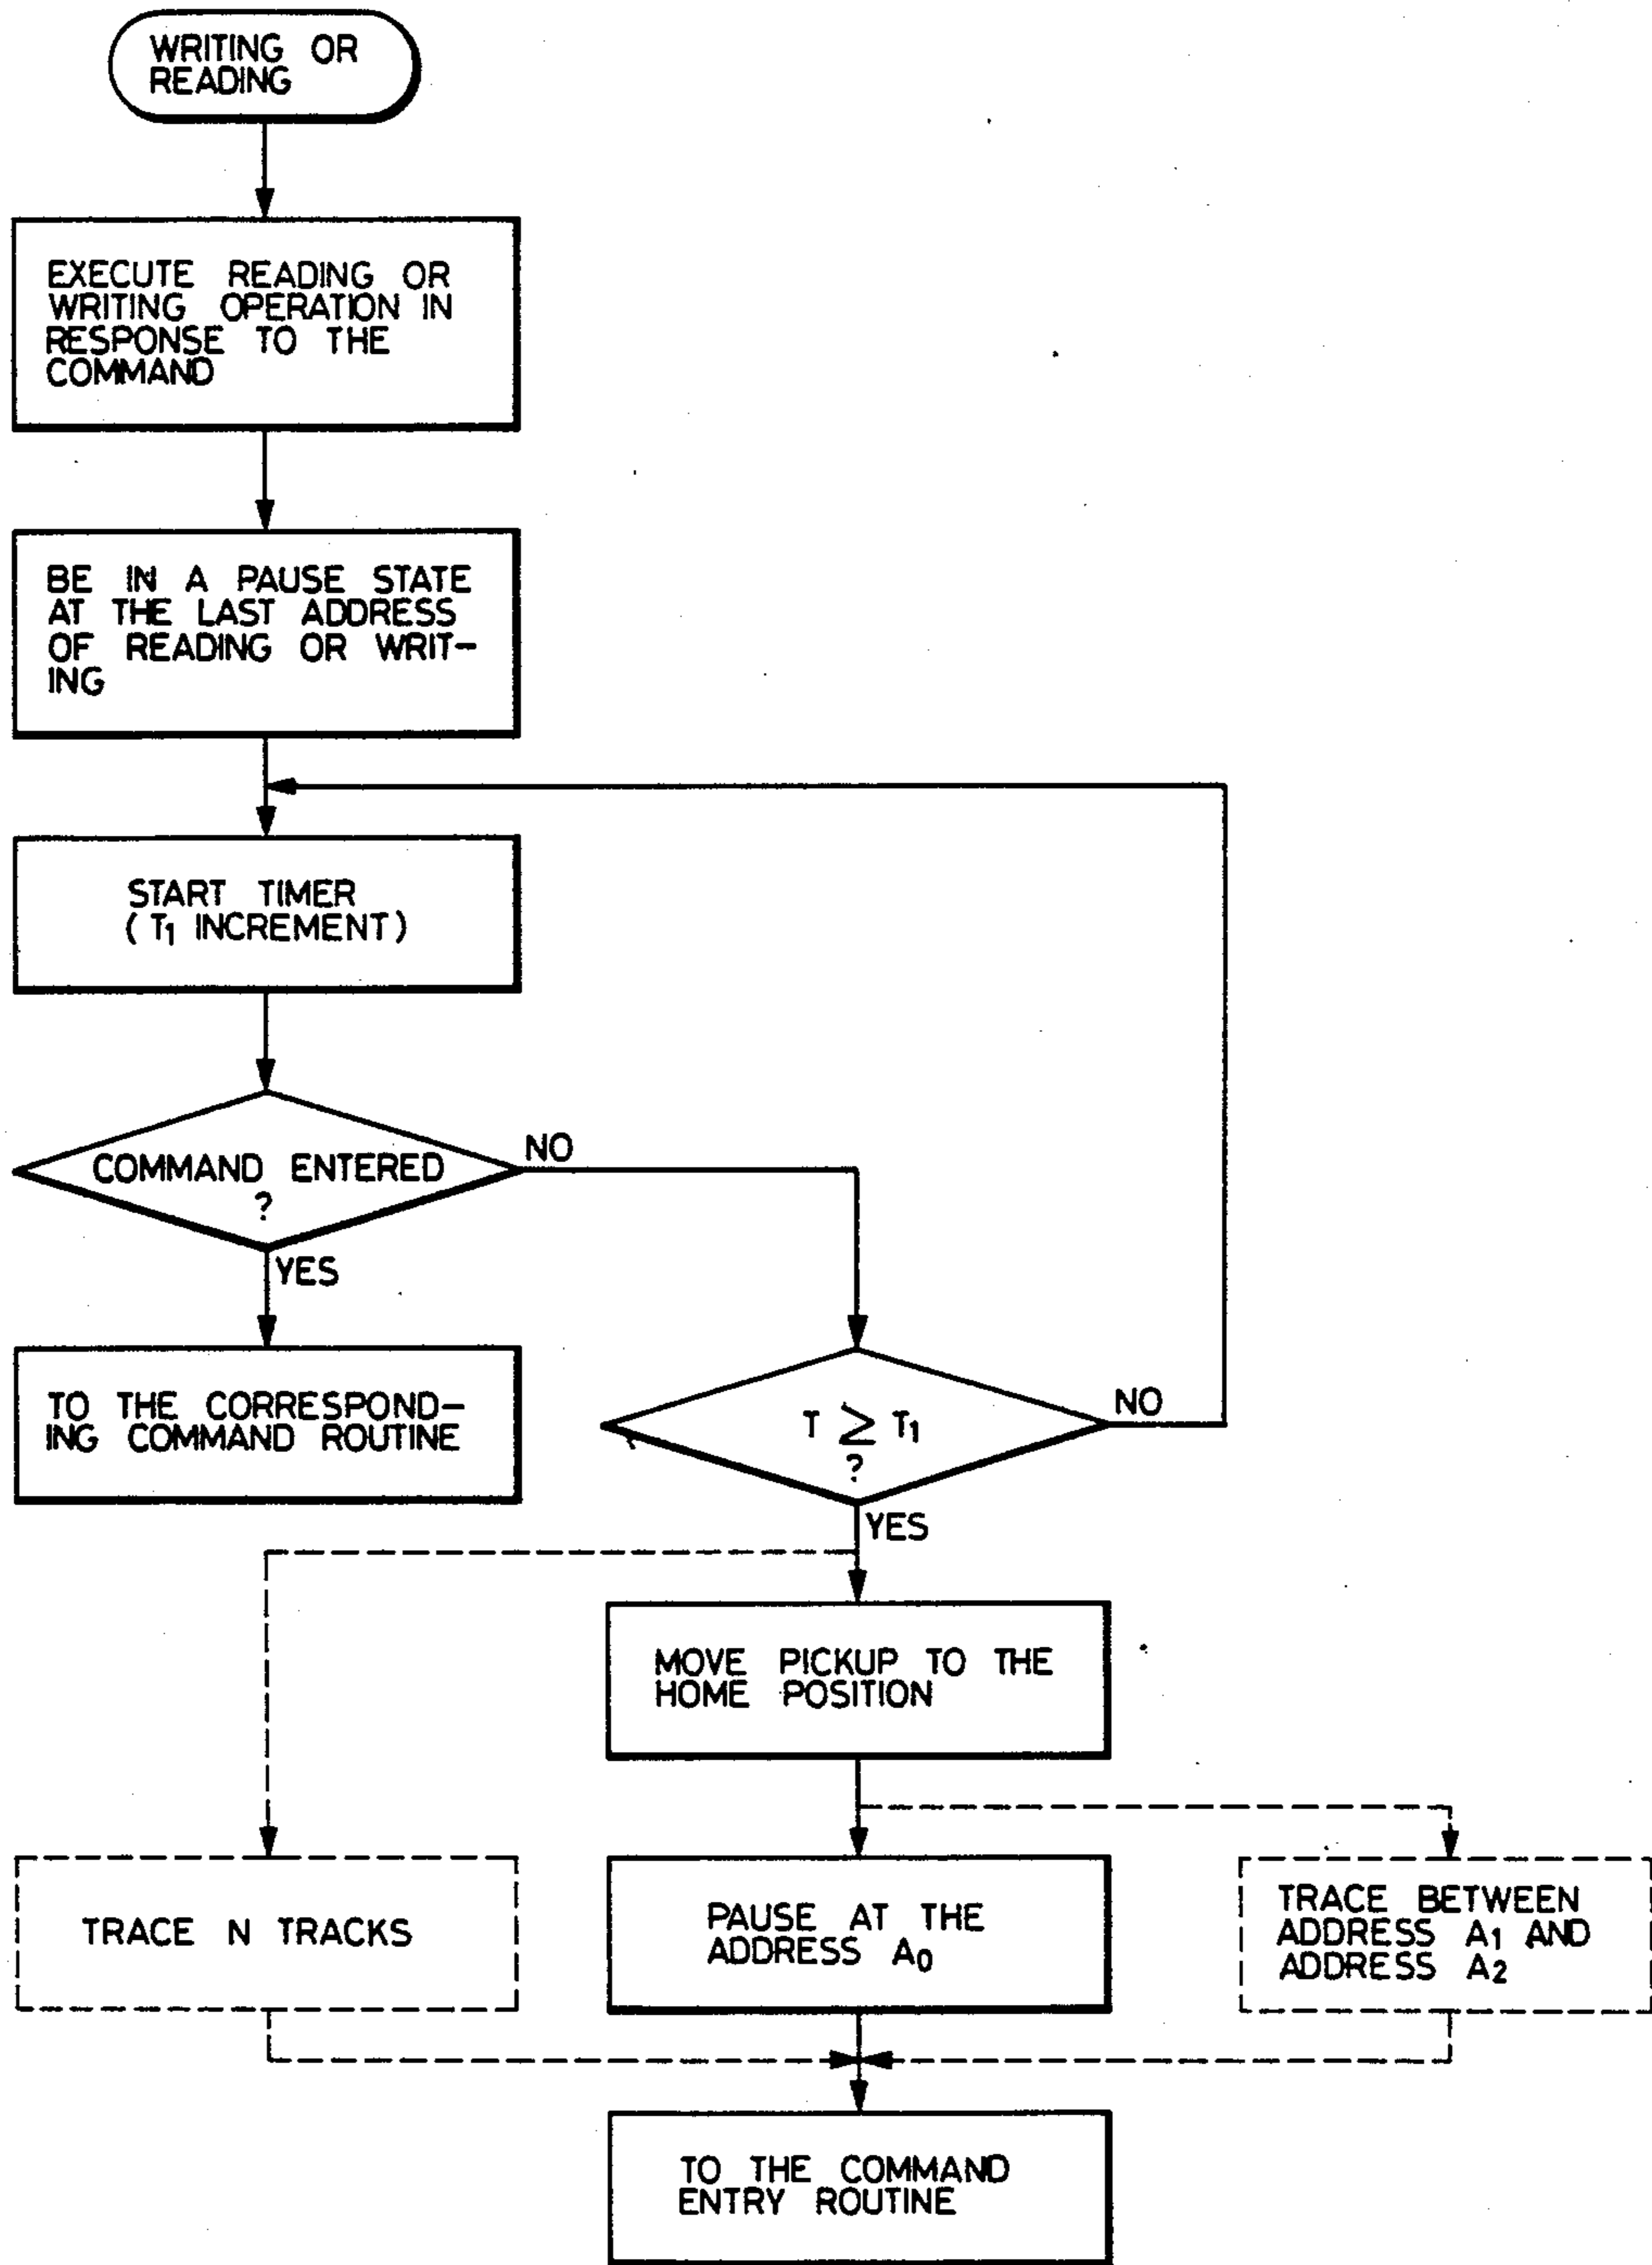 WRITING OR
READING
EXECUTE READING OR
WRITING OPERATION IN
RESPONSE TO THE
COMMAND
BE IN A PAUSE STATE
AT THE LAST ADDRESS
OF READING OR WRIT-
ING
START TIMER
( T₁ INCREMENT )
COMMAND ENTERED
?
NO
YES
TO THE CORRESPOND-
ING COMMAND ROUTINE
T ≥ T₁
?
NO
YES
MOVE PICKUP TO THE
HOME POSITION
TRACE N TRACKS
PAUSE AT THE
ADDRESS A₀
TRACE BETWEEN
ADDRESS A₁ AND
ADDRESS A₂
TO THE COMMAND
ENTRY ROUTINE